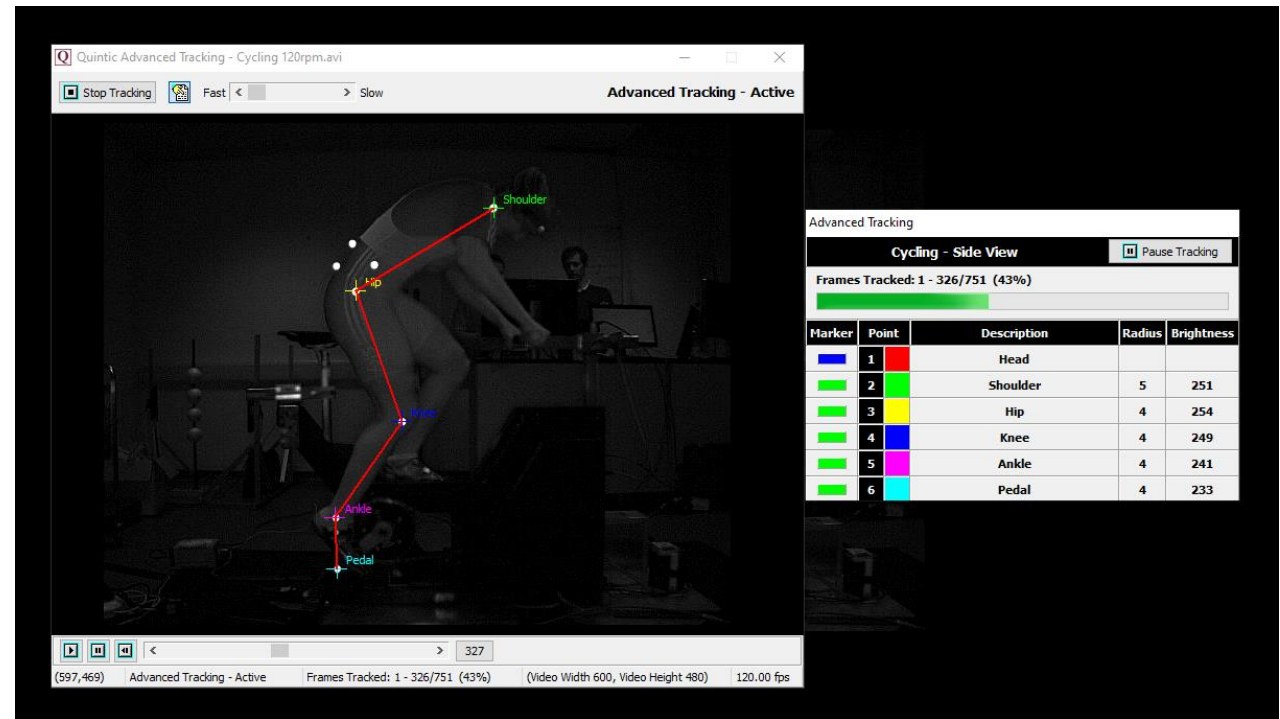 Q Quintic Advanced Tracking - Cycling 120rpm.avi
Stop Tracking Fast < > Slow Advanced Tracking - Active
Shoulder
Hip
Knee
Ankle
Pedal
Advanced Tracking
Cycling - Side View Pause Tracking
Frames Tracked: 1 - 326/751 (43%)
Marker Point Description Radius Brightness
1 Head
2 Shoulder 5 251
3 Hip 4 254
4 Knee 4 249
5 Ankle 4 241
6 Pedal 4 233
< > 327
(597,469) Advanced Tracking - Active Frames Tracked: 1 - 326/751 (43%) (Video Width 600, Video Height 480) 120.00 fps